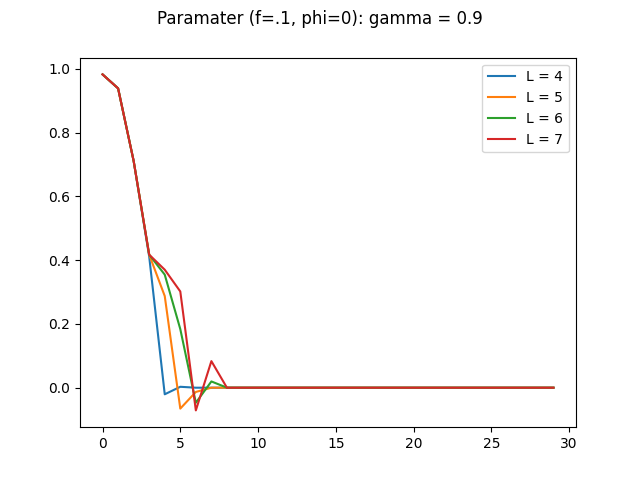 Paramater (f=.1, phi=0): gamma = 0.9
1.0
0.8
0.6
0.4
0.2
0.0
L = 4
L = 5
L = 6
L = 7
0 5 10 15 20 25 30